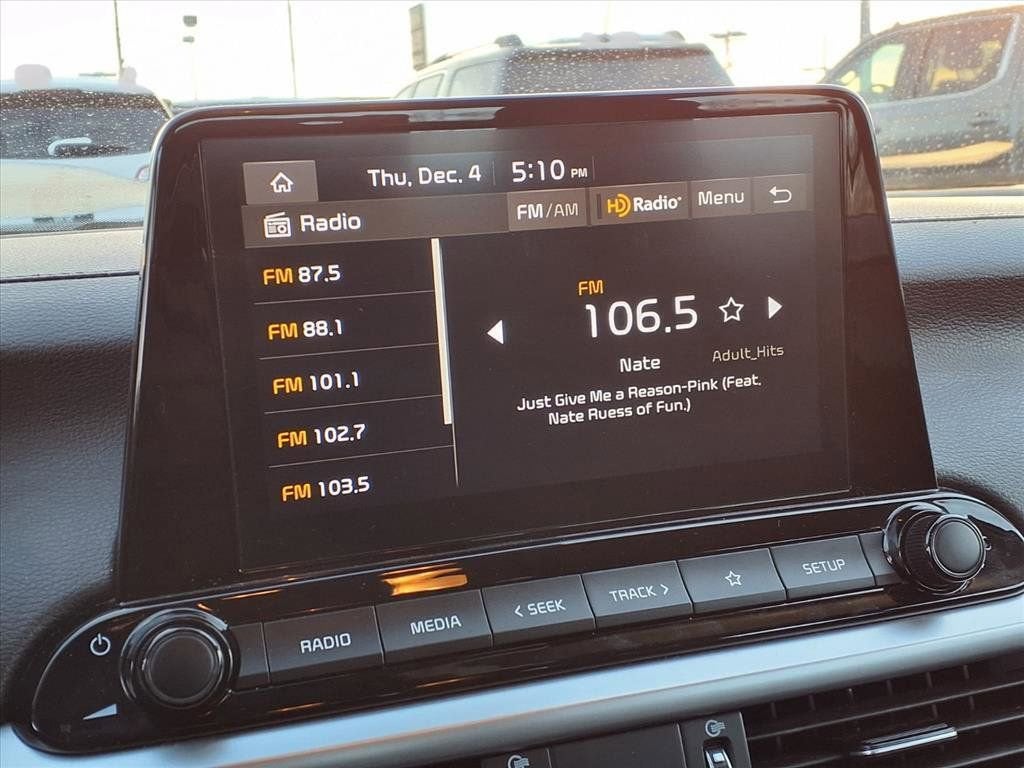 Thu, Dec. 4 5:10 PM
Radio FM/AM HD Radio Menu
FM 87.5
FM 88.1
FM 101.1
FM 102.7
FM 103.5
FM
106.5
Nate Adult_Hits
Just Give Me a Reason-Pink (Feat.
Nate Ruess of Fun.)
RADIO MEDIA < SEEK TRACK > SETUP